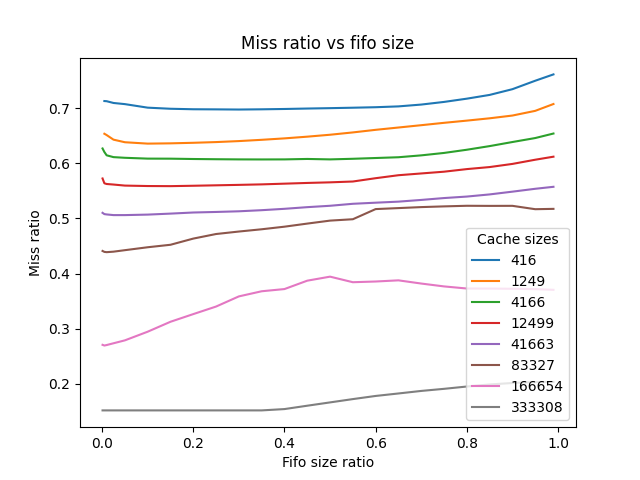 Miss ratio vs fifo size
Miss ratio
0.7
0.6
0.5
0.4
0.3
0.2
0.0 0.2 0.4 0.6 0.8 1.0
Fifo size ratio
Cache sizes
416
1249
4166
12499
41663
83327
166654
333308